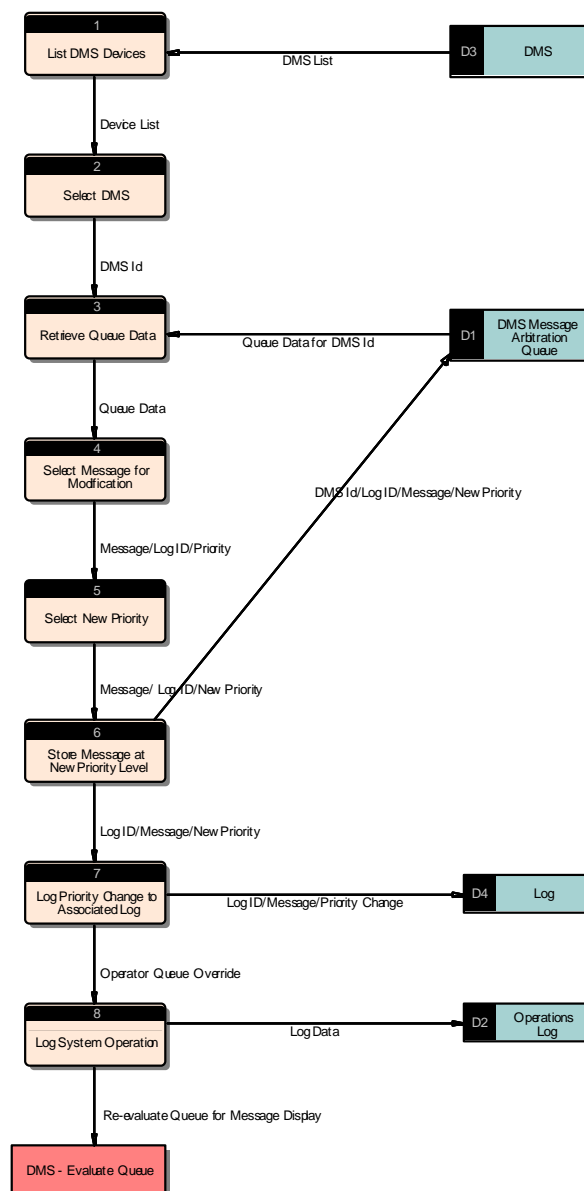 1
List DMS Devices
DMS List
D3
DMS
Device List
2
Select DMS
DMS Id
3
Retrieve Queue Data
Queue Data for DMS Id
D1
DMS Message
Arbitration
Queue
Queue Data
4
Select Message for
Modfication
DMS Id/Log ID/Message/New Priority
Message/Log ID/Priority
5
Select New Priority
Message/ Log ID/New Priority
6
Store Message at
New Priority Level
Log ID/Message/New Priority
7
Log Priority Change to
Associated Log
Log ID/Message/Priority Change
D4
Log
Operator Queue Override
8
Log System Operation
Log Data
D2
Operations
Log
Re-evaluate Queue for Message Display
DMS - Evaluate Queue